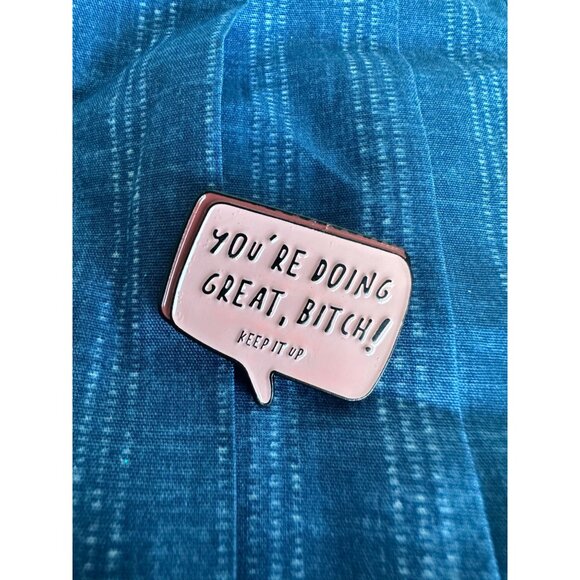 YOU'RE DOING
GREAT, BITCH!
KEEP IT UP